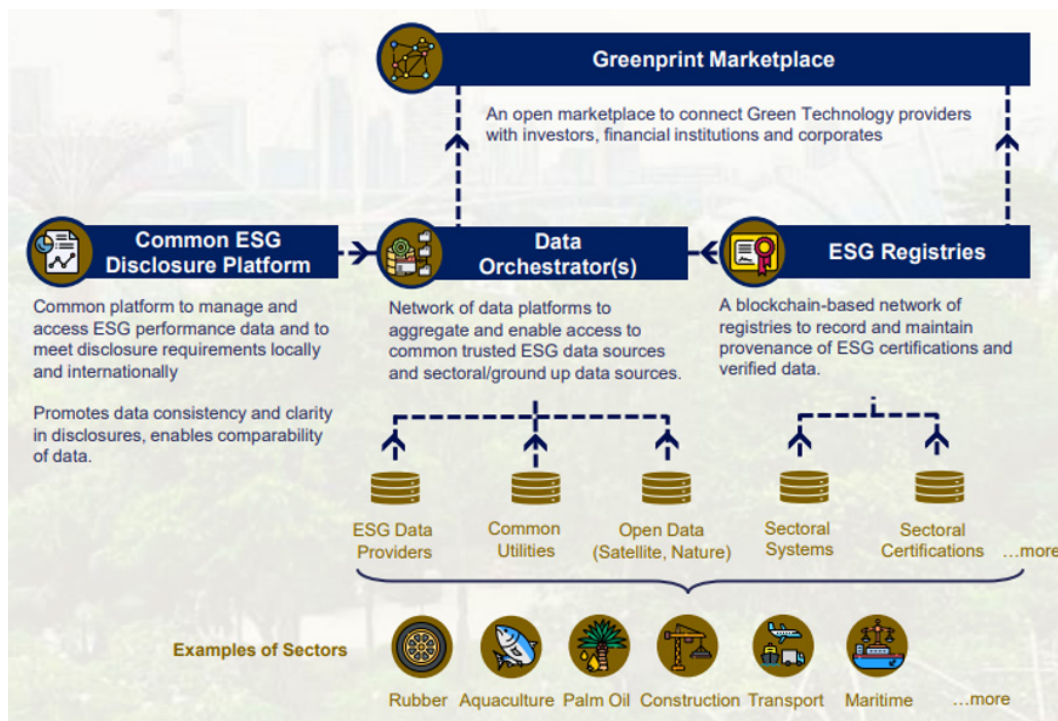 Greenprint Marketplace
An open marketplace to connect Green Technology providers
with investors, financial institutions and corporates
Common ESG
Disclosure Platform
Common platform to manage and
access ESG performance data and to
meet disclosure requirements locally
and internationally
Promotes data consistency and clarity
in disclosures, enables comparability
of data.
Data
Orchestrator(s)
Network of data platforms to
aggregate and enable access to
common trusted ESG data sources
and sectoral/ground up data sources.
ESG Registries
A blockchain-based network of
registries to record and maintain
provenance of ESG certifications and
verified data.
ESG Data
Providers
Common
Utilities
Open Data
(Satellite, Nature)
Sectoral
Systems
Sectoral
Certifications
...more
Examples of Sectors
Rubber
Aquaculture
Palm Oil
Construction
Transport
Maritime
...more